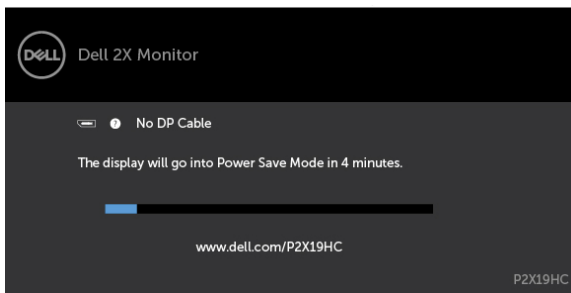 DELL
Dell 2X Monitor
? No DP Cable
The display will go into Power Save Mode in 4 minutes.
www.dell.com/P2X19HC
P2X19HC